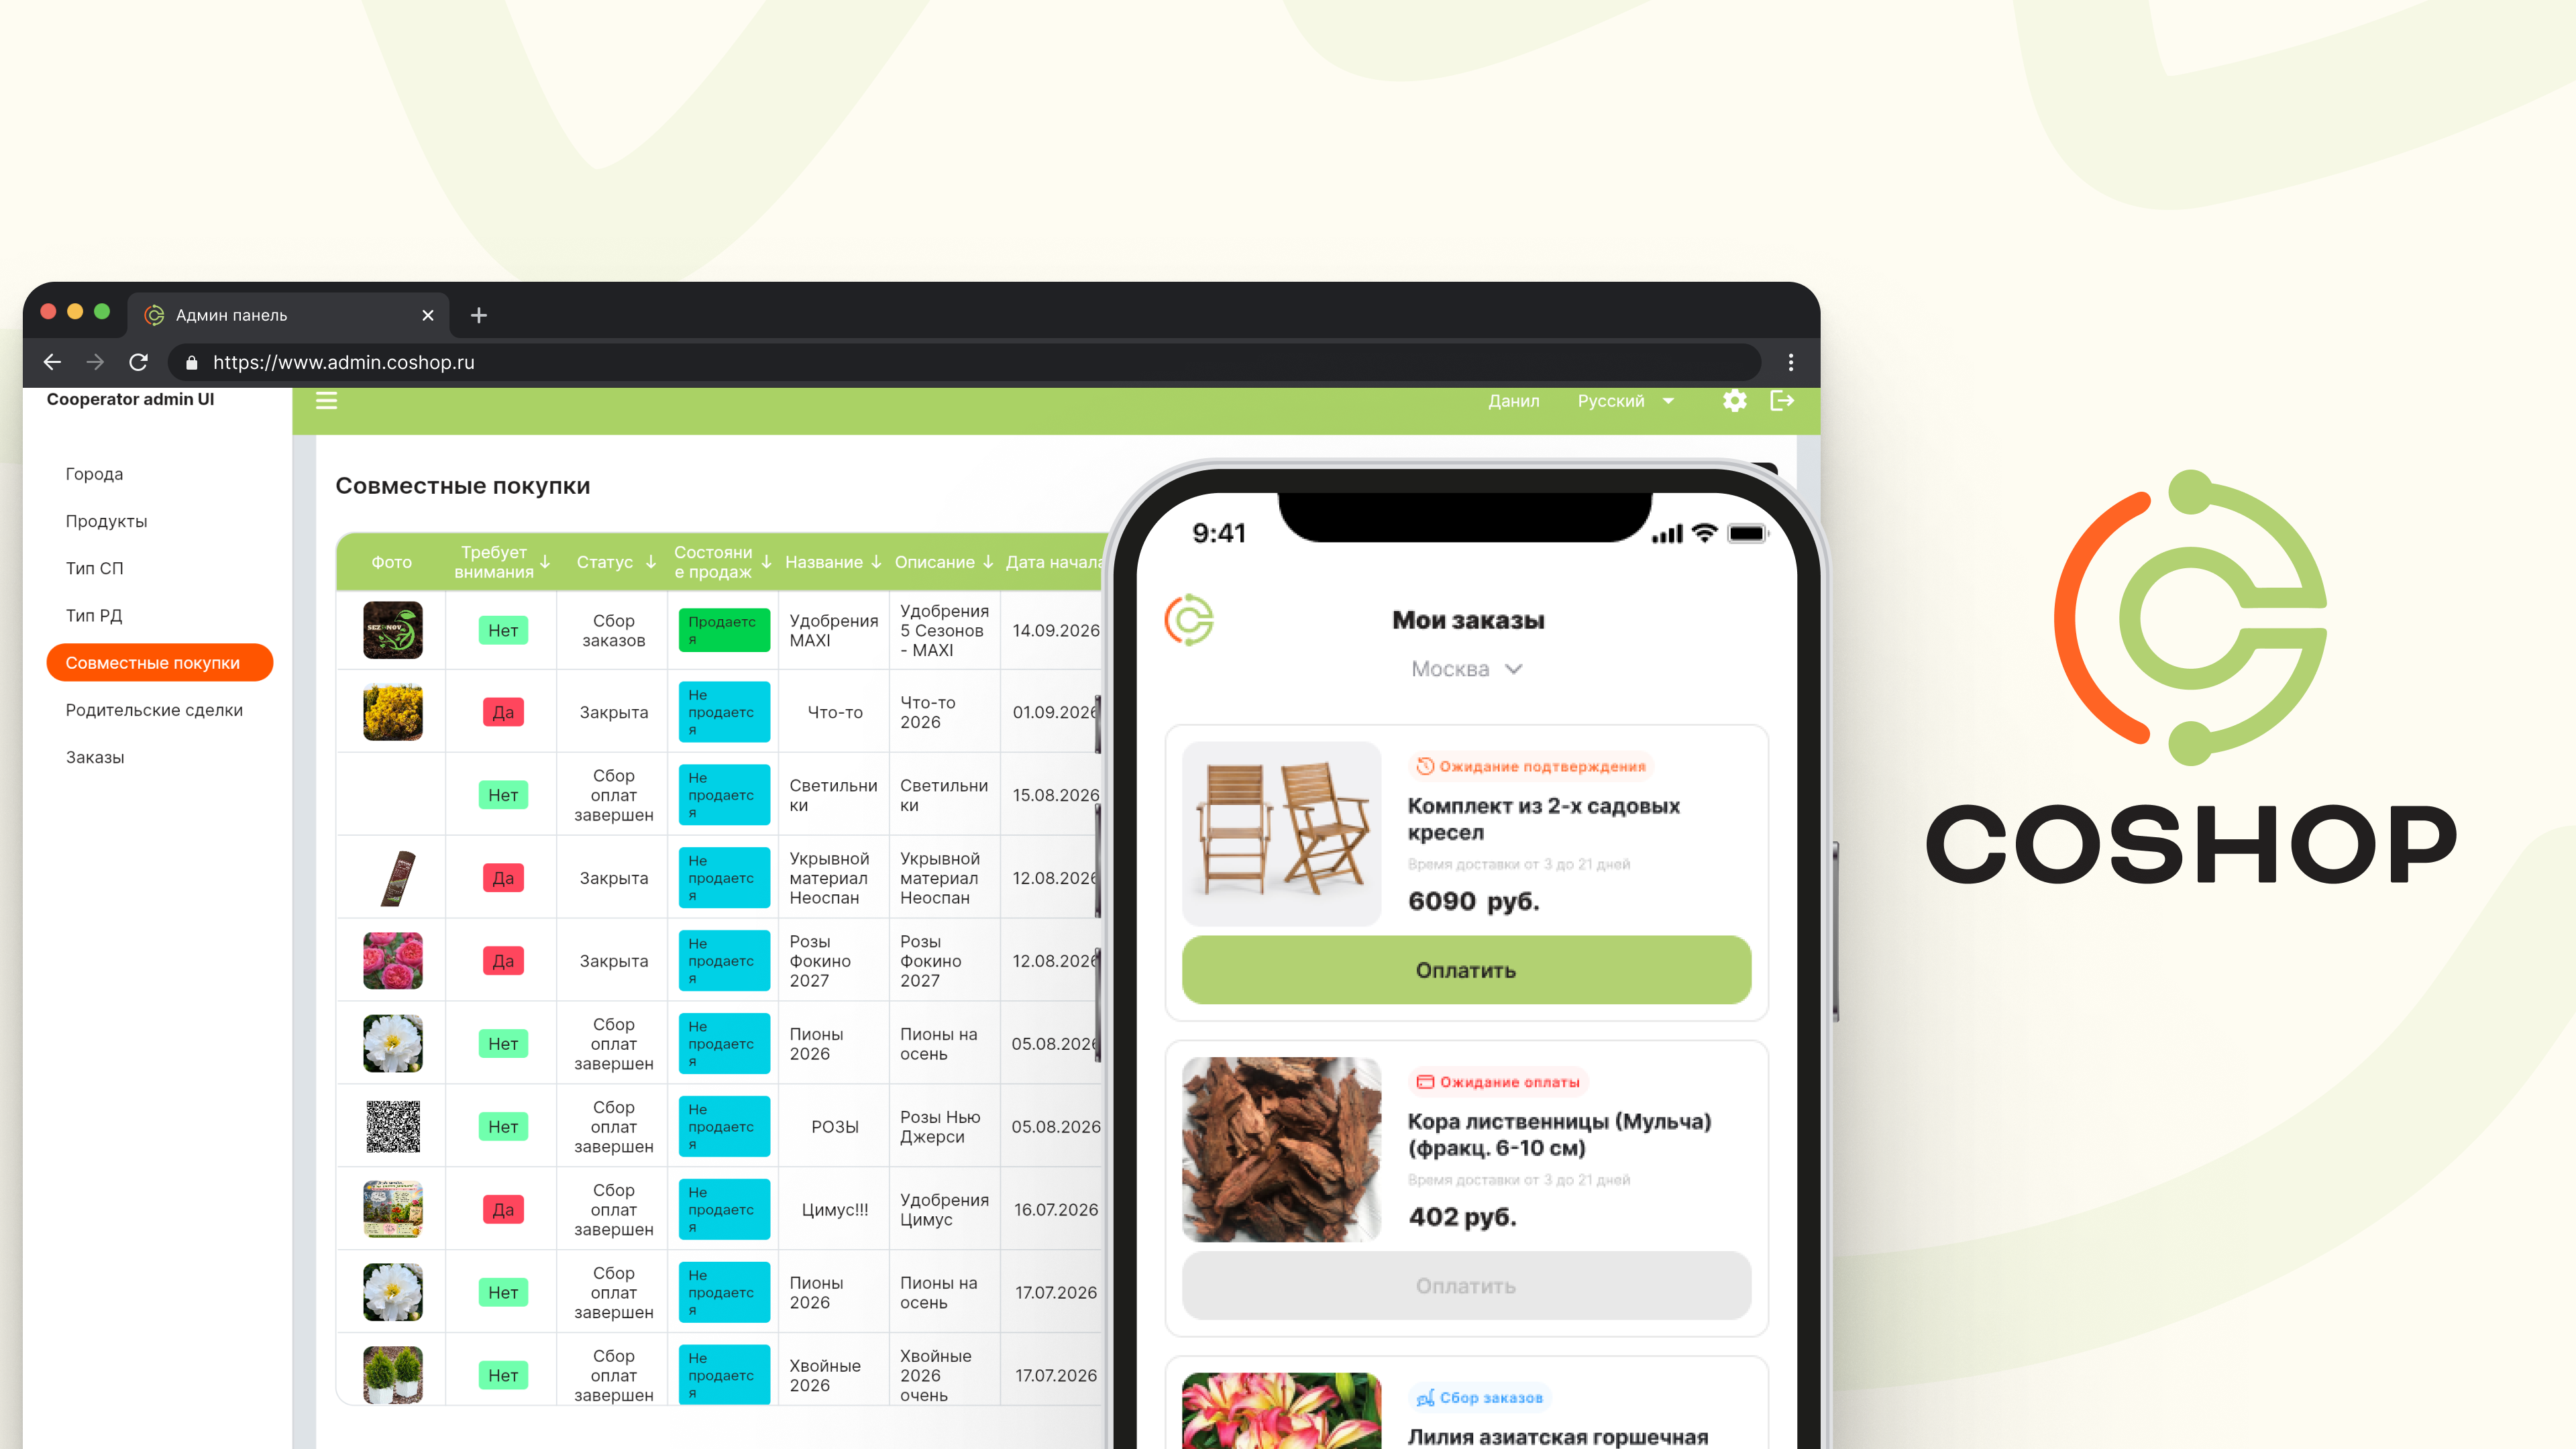 Админ панель
https://www.admin.coshop.ru
Cooperator admin UI
Данил
Русский
Города
Продукты
Тип СП
Тип РД
Совместные покупки
Родительские сделки
Заказы
Совместные покупки
Фото
Требует
внимания
Статус
Состояни
е продаж
Название
Описание
Дата начала
Нет
Сбор
заказов
Продаетс
я
Удобрения
MAXI
Удобрения
5 Сезонов
- MAXI
14.09.2026
Да
Закрыта
Не
продаетс
я
Что-то
Что-то
2026
01.09.2026
Нет
Сбор
оплат
завершен
Не
продаетс
я
Светильни
ки
Светильни
ки
15.08.2026
Да
Закрыта
Не
продаетс
я
Укрывной
материал
Неоспан
Укрывной
материал
Неоспан
12.08.2026
Да
Закрыта
Не
продаетс
я
Розы
Фокино
2027
Розы
Фокино
2027
12.08.2026
Нет
Сбор
оплат
завершен
Не
продаетс
я
Пионы
2026
Пионы на
осень
05.08.2026
Нет
Сбор
оплат
завершен
Не
продаетс
я
РОЗЫ
Розы Нью
Джерси
05.08.2026
Да
Сбор
оплат
завершен
Не
продаетс
я
Цимус!!!
Удобрения
Цимус
16.07.2026
Нет
Сбор
оплат
завершен
Не
продаетс
я
Пионы
2026
Пионы на
осень
17.07.2026
Нет
Сбор
оплат
завершен
Не
продаетс
я
Хвойные
2026
Хвойные
2026
очень
17.07.2026
9:41
Мои заказы
Москва
Ожидание подтверждения
Комплект из 2-х садовых
кресел
Время доставки от 3 до 21 дней
6090 руб.
Оплатить
Ожидание оплаты
Кора лиственницы (Мульча)
(фракц. 6-10 см)
Время доставки от 3 до 21 дней
402 руб.
Оплатить
Сбор заказов
Лилия азиатская горшечная
COSHOP